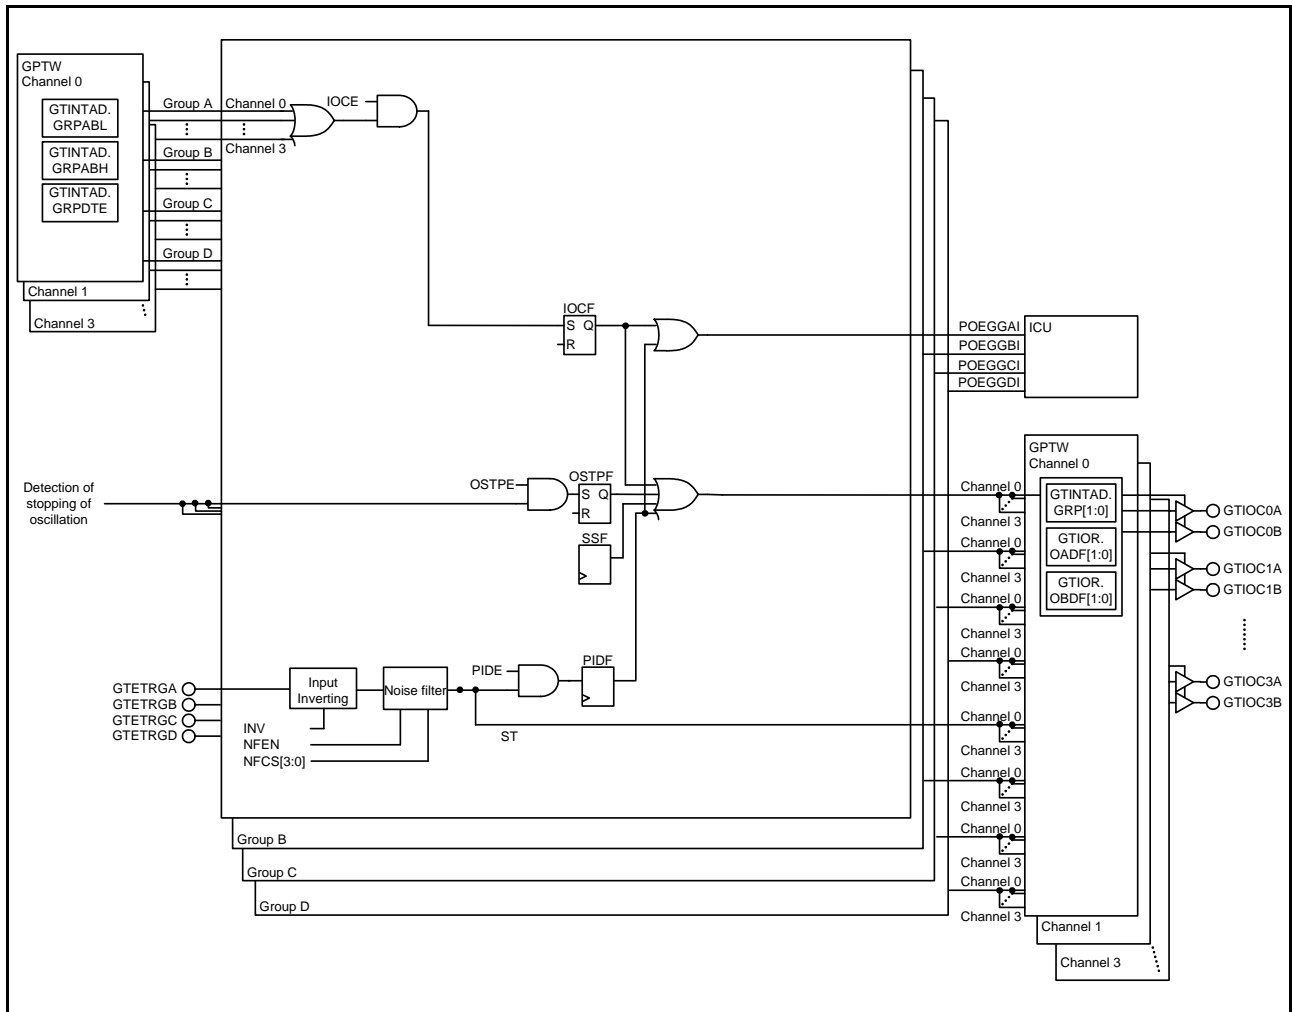 GPTW
Channel 0
GTINTAD.
GRPABL
GTINTAD.
GRPABH
GTINTAD.
GRPDTE
Channel 1
Channel 3
Group A
Channel 0
Channel 3
Group B
Group C
Group D
IOCE
IOCF
S Q
R
POEGGAI
POEGGBI
POEGGCI
POEGGDI
ICU
Detection of
stopping of
oscillation
OSTPE
OSTPF
S Q
R
SSF
PIDE
PIDF
GTETRGA
GTETRGB
GTETRGC
GTETRGD
Input
Inverting
Noise filter
INV
NFEN
NFCS[3:0]
ST
Group B
Group C
Group D
Channel 0
Channel 3
Channel 0
Channel 3
Channel 0
Channel 3
Channel 0
Channel 3
Channel 0
Channel 3
Channel 0
Channel 3
Channel 0
Channel 3
Channel 0
Channel 3
GPTW
Channel 0
GTINTAD.
GRP[1:0]
GTIOR.
OADF[1:0]
GTIOR.
OBDF[1:0]
Channel 1
Channel 3
GTIOC0A
GTIOC0B
GTIOC1A
GTIOC1B
GTIOC3A
GTIOC3B